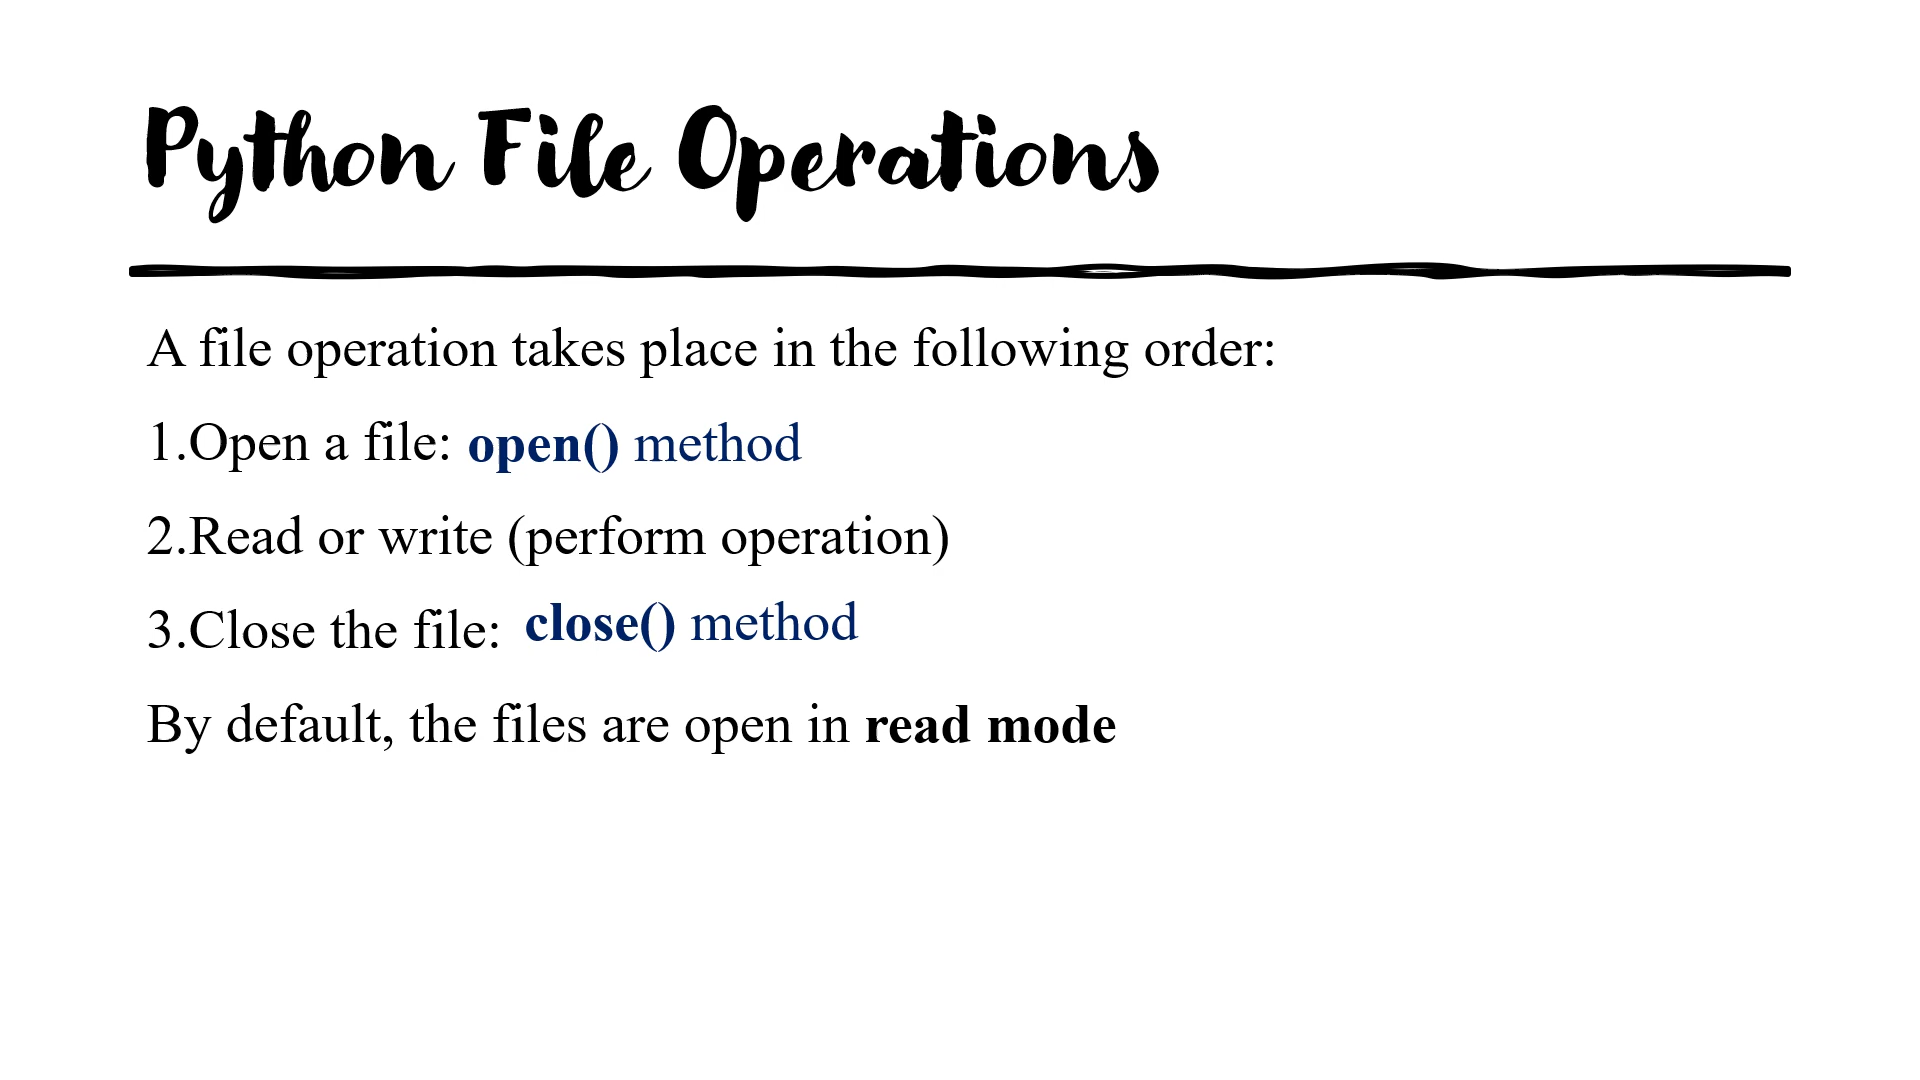 Python File Operations
A file operation takes place in the following order:
1.Open a file: open() method
2.Read or write (perform operation)
3.Close the file: close() method
By default, the files are open in read mode